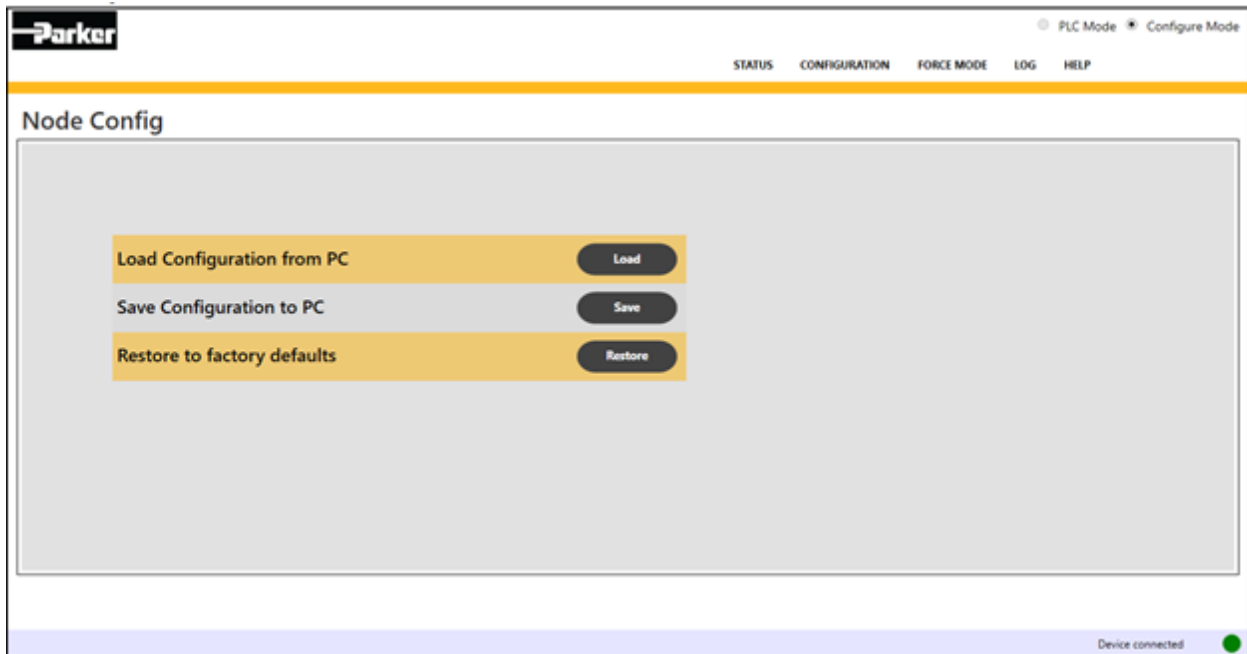 Parker
PLC Mode Configure Mode
STATUS CONFIGURATION FORCE MODE LOG HELP
Node Config
Load Configuration from PC Load
Save Configuration to PC Save
Restore to factory defaults Restore
Device connected